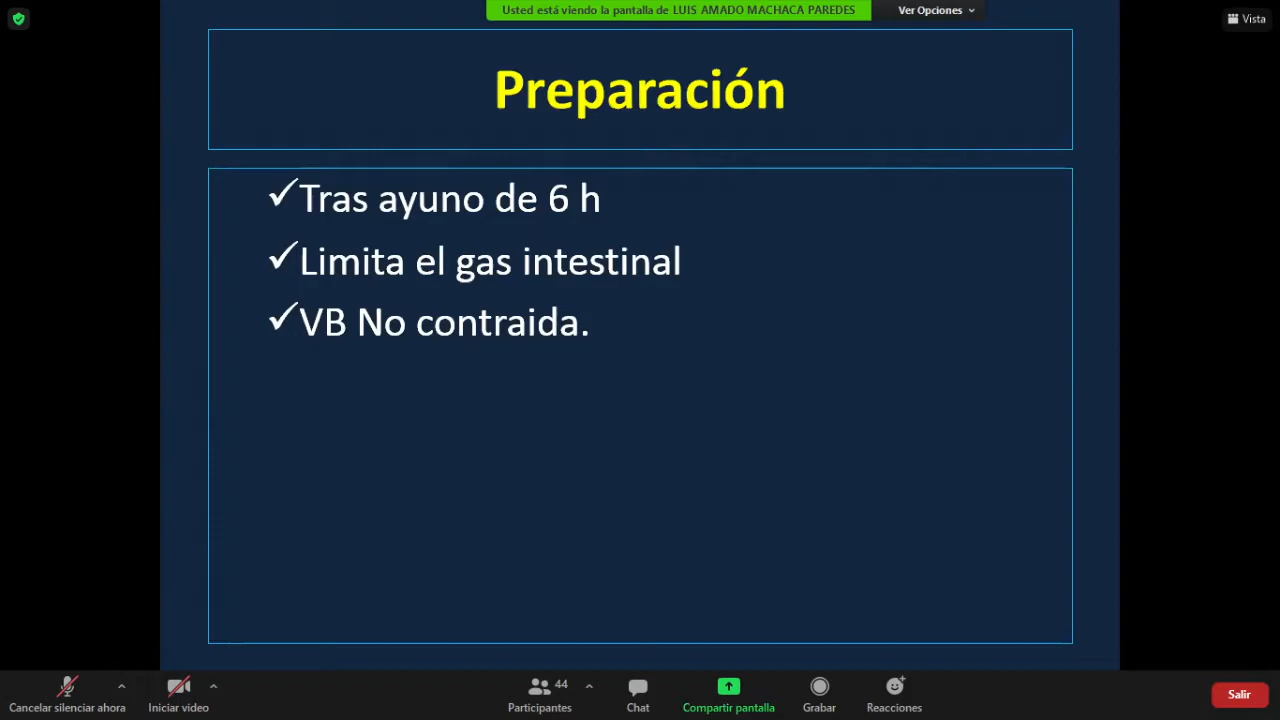 Usted está viendo la pantalla de LUIS AMADO MACHACA PAREDES
Ver Opciones
Vista
Preparación
✓Tras ayuno de 6 h
✓Limita el gas intestinal
✓VB No contraida.
Cancelar silenciar ahora
Iniciar video
44
Participantes
Chat
Compartir pantalla
Grabar
Reacciones
Salir